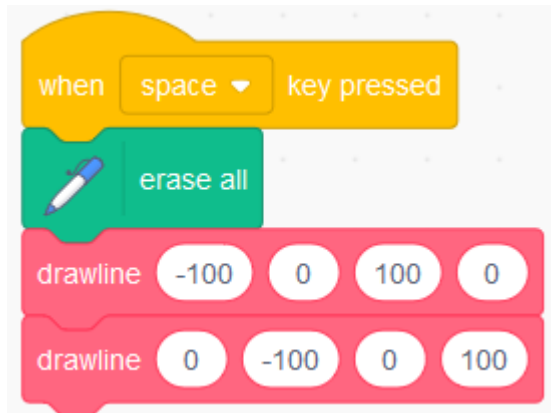 when space key pressed
erase all
drawline -100 0 100 0
drawline 0 -100 0 100